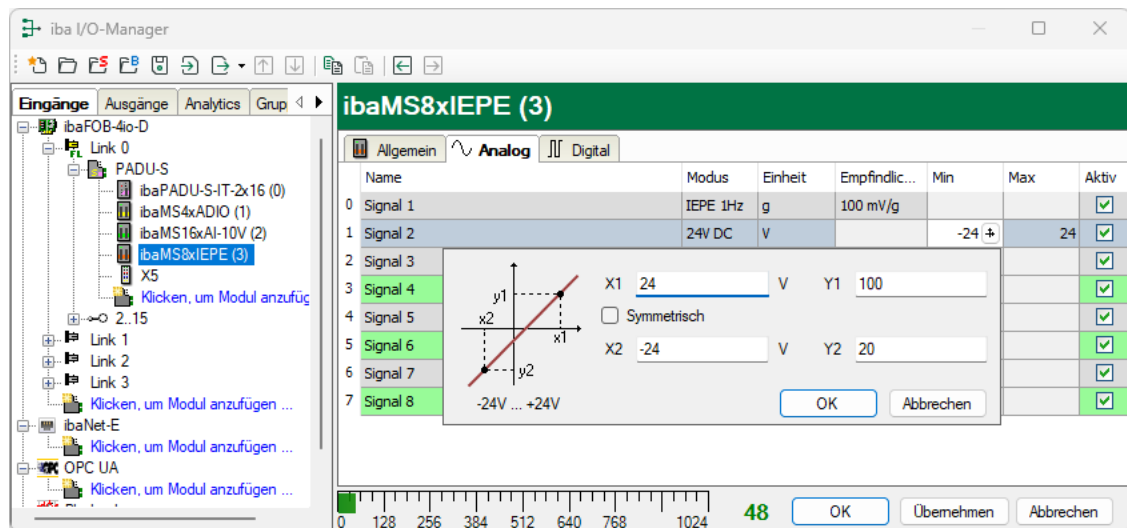 iba I/O-Manager
Eingänge Ausgänge Analytics Grup
ibaFOB-4io-D
Link 0
PADU-S
ibaPADU-S-IT-2x16 (0)
ibaMS4xADIO (1)
ibaMS16xAI-10V (2)
ibaMS8xIEPE (3)
X5
Klicken, um Modul anzufüg
2..15
Link 1
Link 2
Link 3
Klicken, um Modul anzufügen ...
ibaNet-E
Klicken, um Modul anzufügen ...
OPC UA
Klicken, um Modul anzufügen ...
ibaMS8xIEPE (3)
Allgemein Analog Digital
Name Modus Einheit Empfindlic... Min Max Aktiv
0 Signal 1 IEPE 1Hz g 100 mV/g
1 Signal 2 24V DC V -24 24
2 Signal 3
3 Signal 4
4 Signal 5
5 Signal 6
6 Signal 7
7 Signal 8
y1
x2
x1
y2
-24V ... +24V
X1 24 V Y1 100
Symmetrisch
X2 -24 V Y2 20
OK Abbrechen
0 128 256 384 512 640 768 1024
48
OK Übernehmen Abbrechen